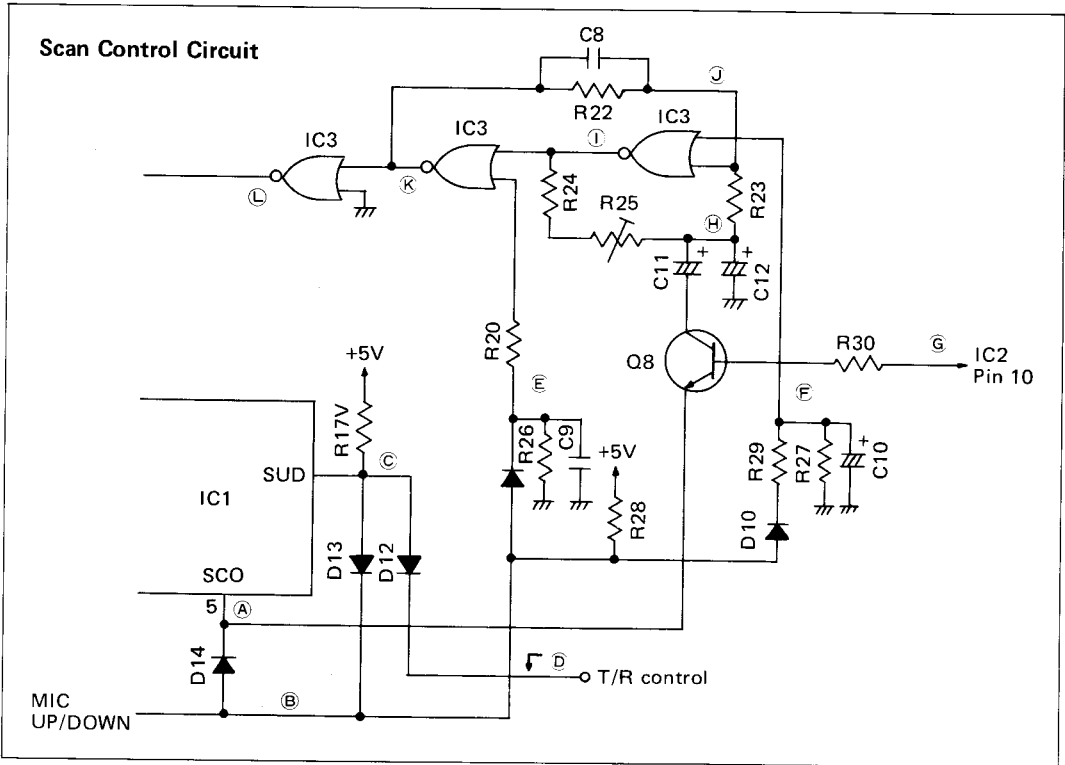 Scan Control Circuit
C8
R22
Ⓙ
IC3
IC3
Ⓘ
IC3
Ⓚ
Ⓛ
R24
R25
R23
Ⓗ
C11
+
+
C12
R20
Q8
R30
Ⓖ
IC2
Pin 10
+5V
R17V
Ⓔ
Ⓕ
R26
C9
+5V
R28
R29
R27
+
C10
D10
Ⓒ
SUD
IC1
D13
D12
SCO
5
Ⓐ
D14
Ⓓ
T/R control
MIC
UP/DOWN
Ⓑ